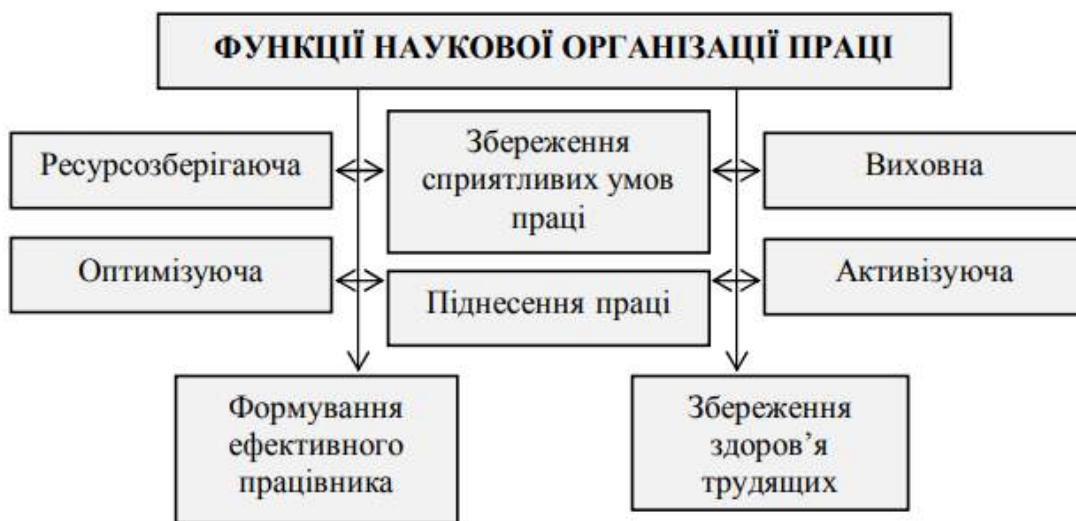 ФУНКЦІЇ НАУКОВОЇ ОРГАНІЗАЦІЇ ПРАЦІ
Ресурсозберігаюча
Збереження
сприятливих умов
праці
Виховна
Оптимізуюча
Піднесення праці
Активізуюча
Формування
ефективного
працівника
Збереження
здоров’я
трудящих